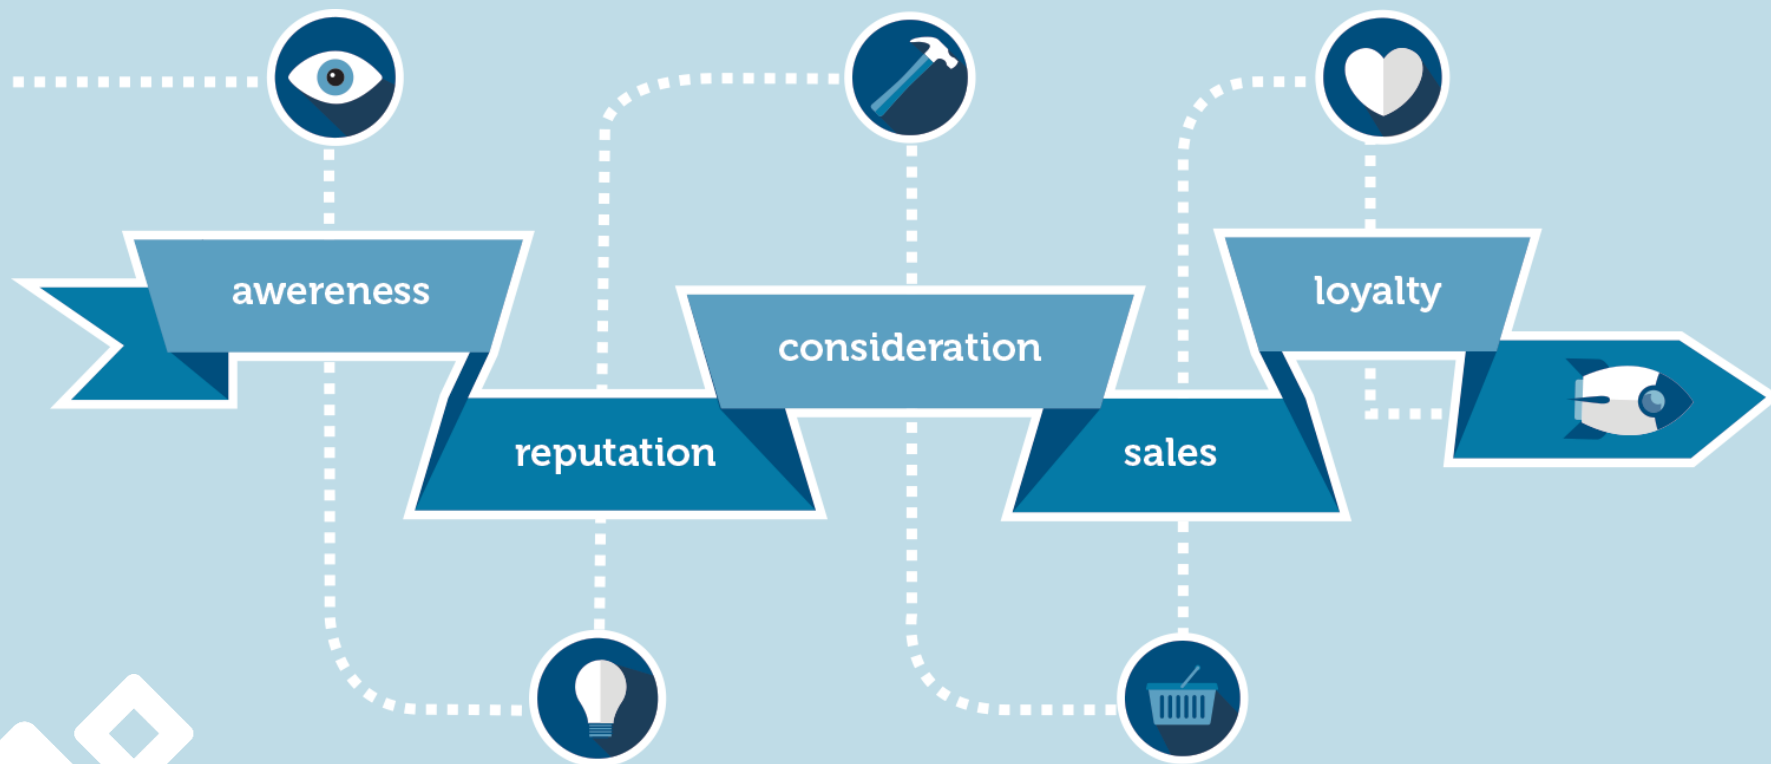 awereness
reputation
consideration
sales
loyalty